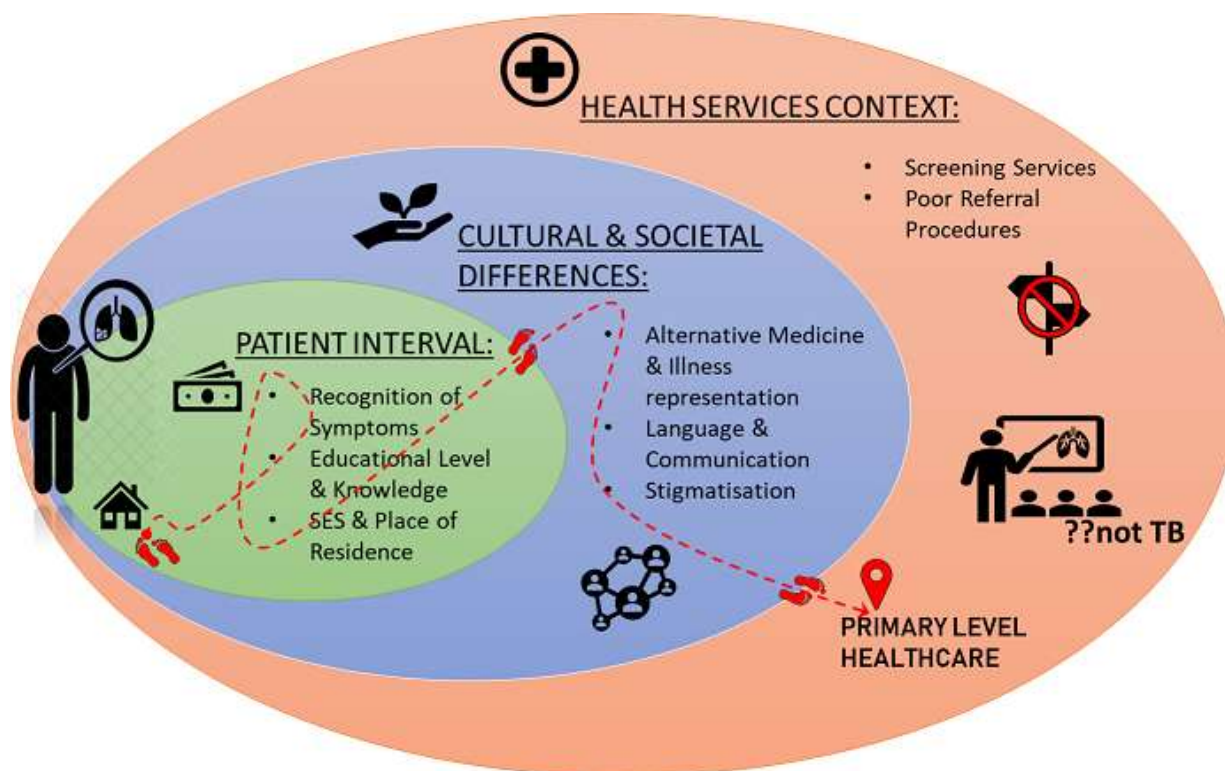 HEALTH SERVICES CONTEXT:
• Screening Services
• Poor Referral
Procedures
CULTURAL & SOCIETAL
DIFFERENCES:
• Alternative Medicine
& Illness
representation
• Language &
Communication
• Stigmatisation
PATIENT INTERVAL:
• Recognition of
Symptoms
• Educational Level
& Knowledge
• SES & Place of
Residence
??not TB
PRIMARY LEVEL
HEALTHCARE